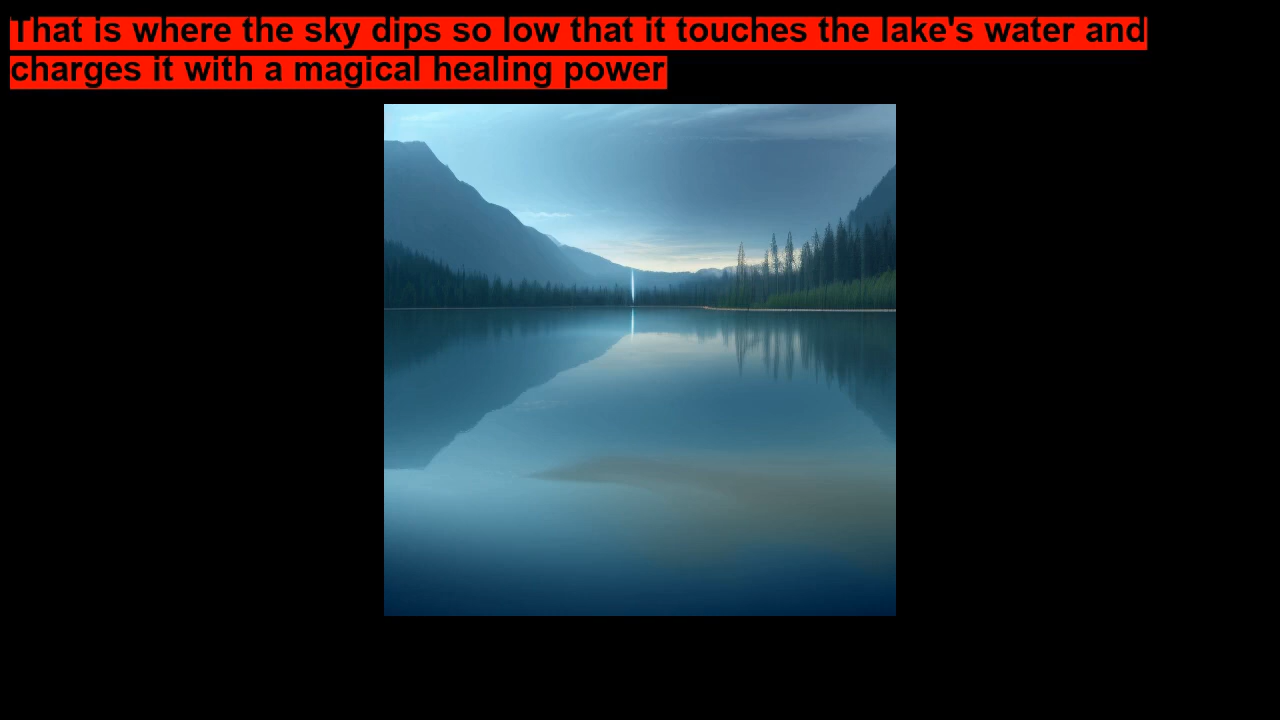 That is where the sky dips so low that it touches the lake's water and
charges it with a magical healing power